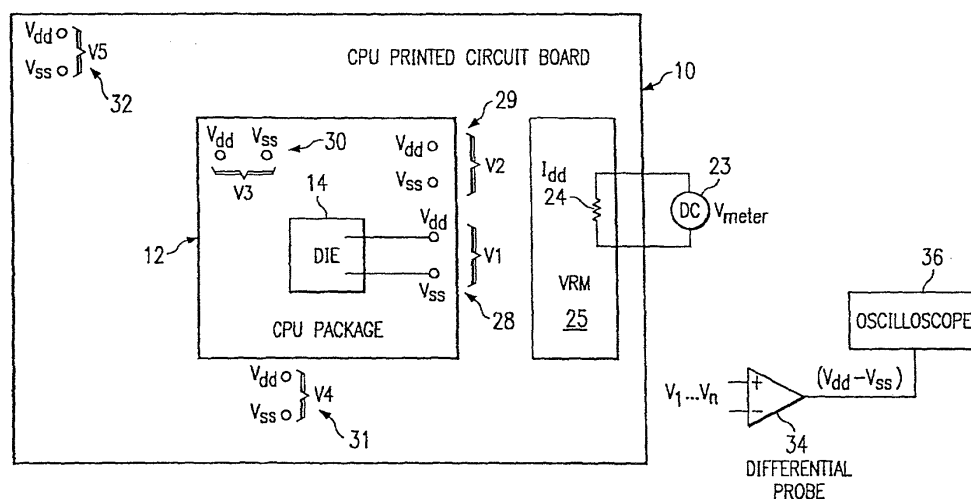 Vdd
V5
Vss
32
CPU PRINTED CIRCUIT BOARD
10
29
Vdd Vss
30
V3
Vdd
V2
Vss
14
DIE
12
Vdd
V1
Vss
28
CPU PACKAGE
Idd
24
VRM
25
23
DC
Vmeter
36
OSCILLOSCOPE
Vdd
V4
Vss
31
V1...Vn
+
−
(Vdd−Vss)
34
DIFFERENTIAL
PROBE